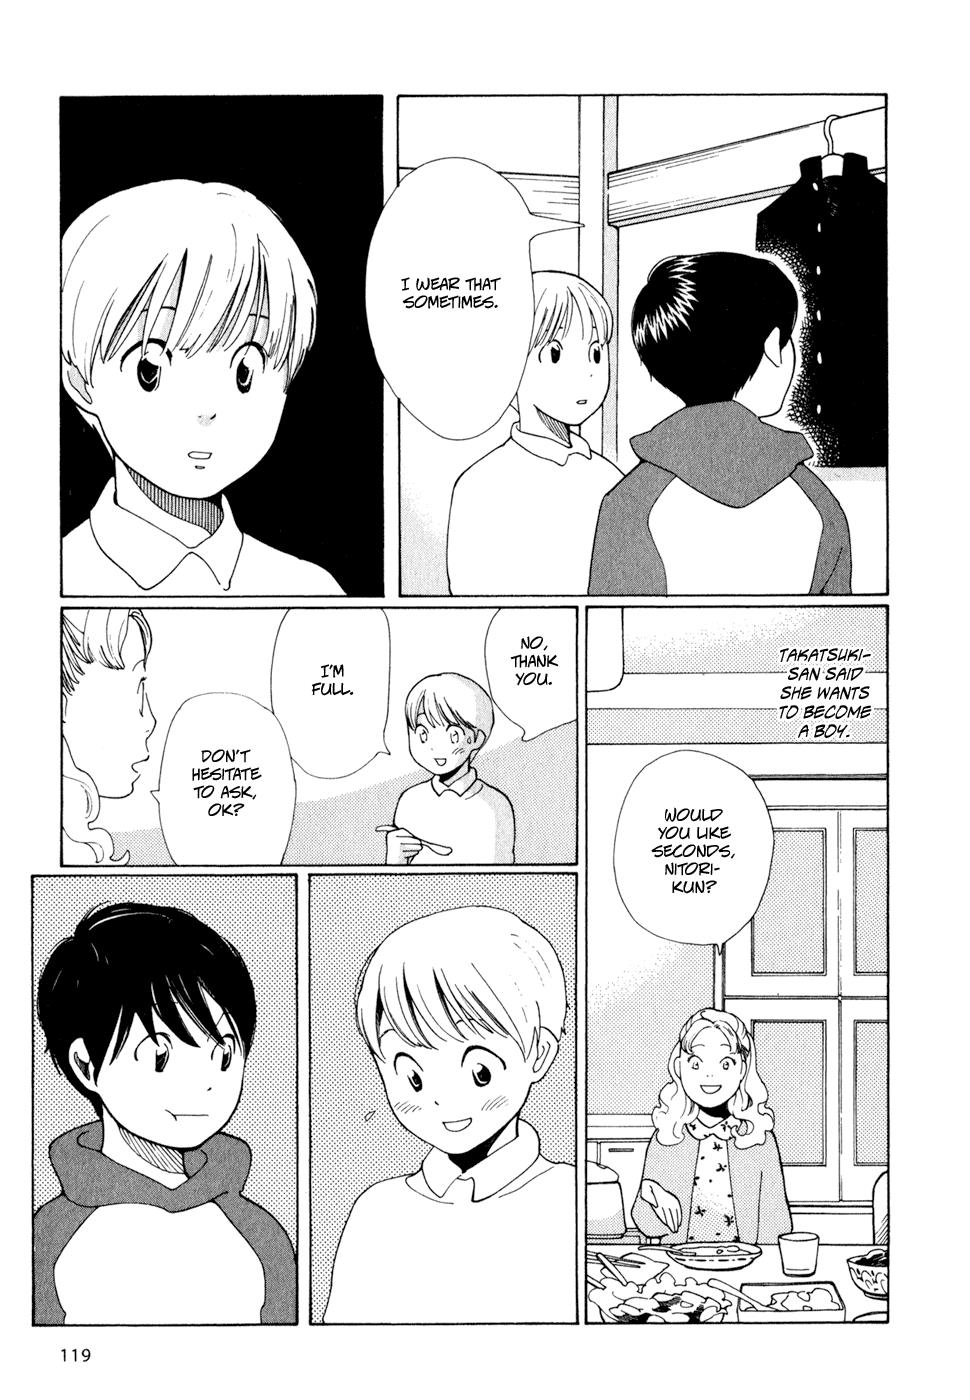 I WEAR THAT
SOMETIMES.
TAKATSUKI-
SAN SAID
SHE WANTS
TO BECOME
A BOY.
WOULD
YOU LIKE
SECONDS,
NITORI-
KUN?
NO,
THANK
YOU.
I'M
FULL.
DON'T
HESITATE
TO ASK,
OK?
119